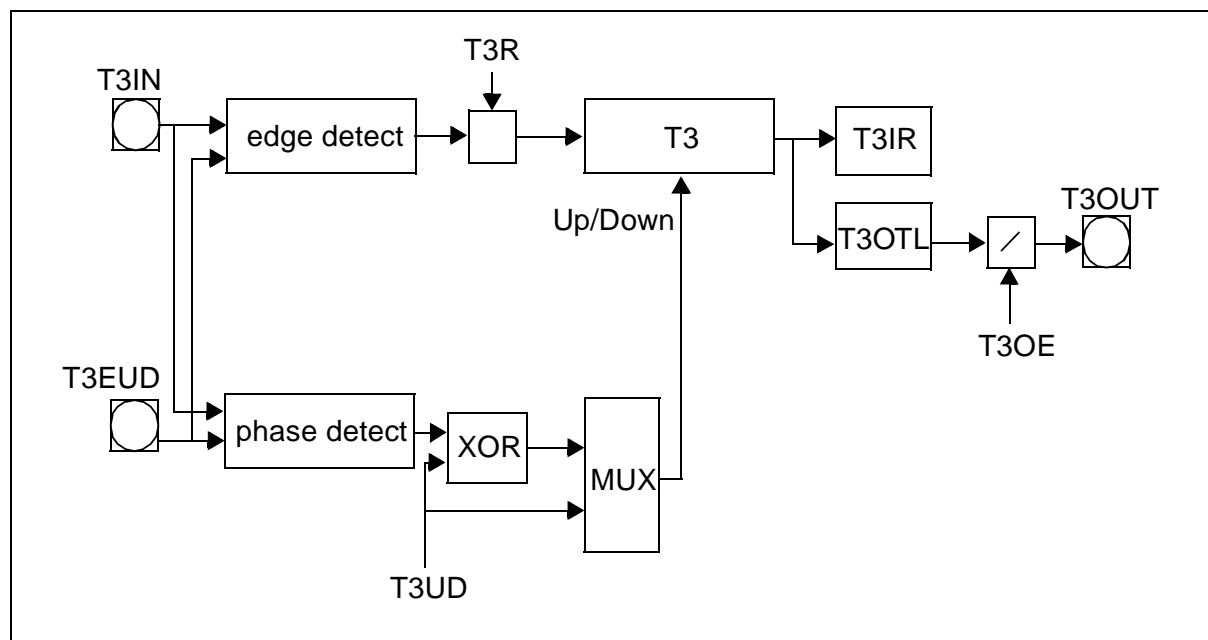 T3R
T3IN
edge detect
T3
T3IR
T3OUT
Up/Down
T3OTL
T3OE
T3EUD
phase detect
XOR
MUX
T3UD